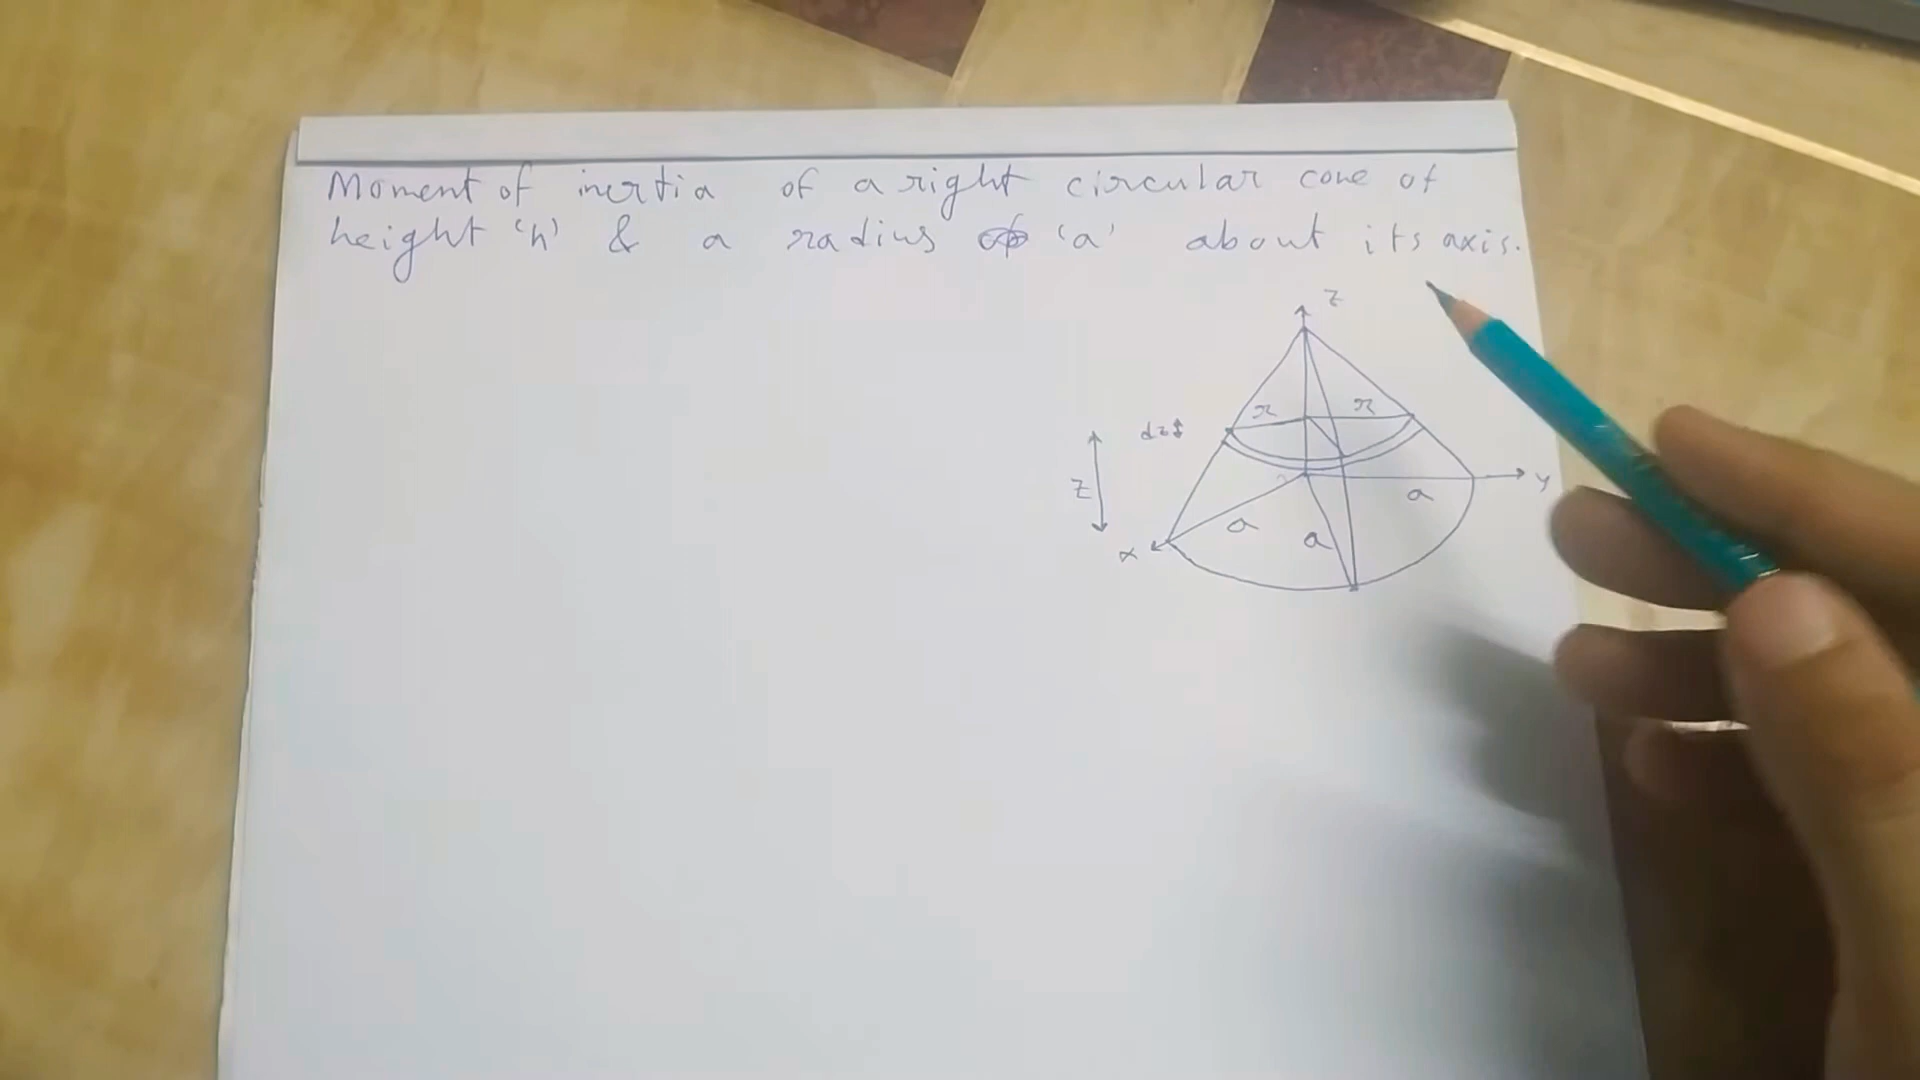 Moment of inertia of a right circular cone of
height 'h' & a radius 'a' about its axis.
z
r r
dz
z
y
a
a
a
x